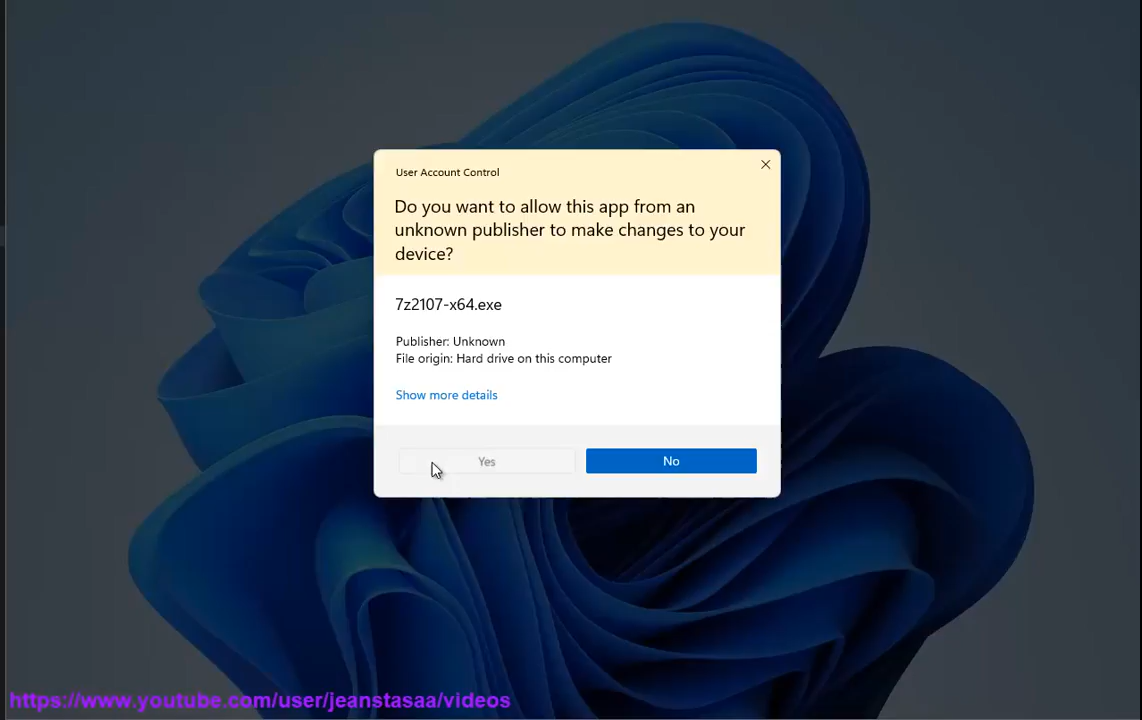 User Account Control
Do you want to allow this app from an
unknown publisher to make changes to your
device?
7z2107-x64.exe
Publisher: Unknown
File origin: Hard drive on this computer
Show more details
Yes
No
https://www.youtube.com/user/jeanstasaa/videos